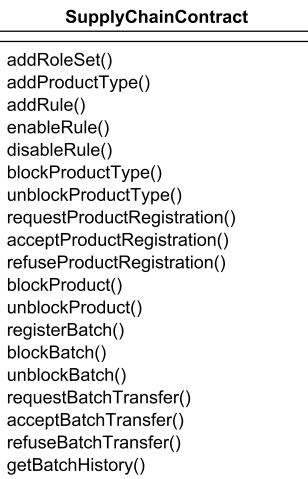 SupplyChainContract
addRoleSet()
addProductType()
addRule()
enableRule()
disableRule()
blockProductType()
unblockProductType()
requestProductRegistration()
acceptProductRegistration()
refuseProductRegistration()
blockProduct()
unblockProduct()
registerBatch()
blockBatch()
unblockBatch()
requestBatchTransfer()
acceptBatchTransfer()
refuseBatchTransfer()
getBatchHistory()